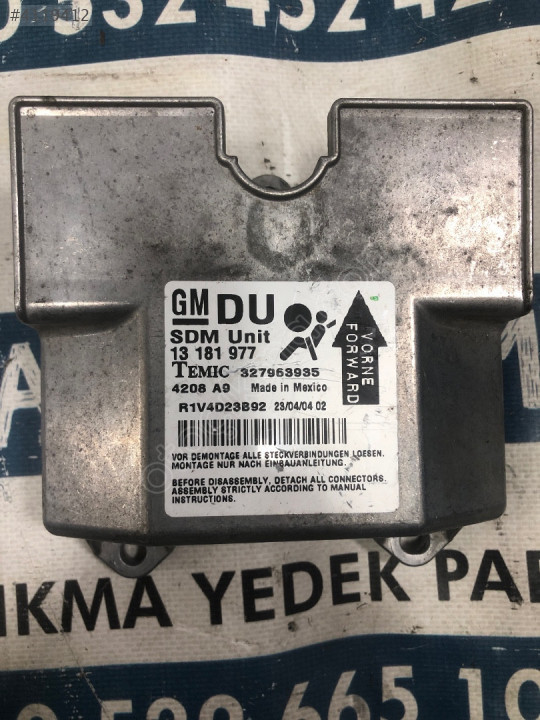 GM DU
SDM Unit
13 181 977
TEMIC 327963935
4208 A9 Made in Mexico
R1V4D23B92 23/04/04 02
VORNE
FORWARD
VOR DEMONTAGE ALLE STECKVERBINDUNGEN LOESEN.
MONTAGE NUR NACH EINBAUANLEITUNG.
BEFORE DISASSEMBLY, DETACH ALL CONNECTORS.
ASSEMBLY STRICTLY ACCORDING TO MANUAL
INSTRUCTIONS.
IKMA YEDEK PAR